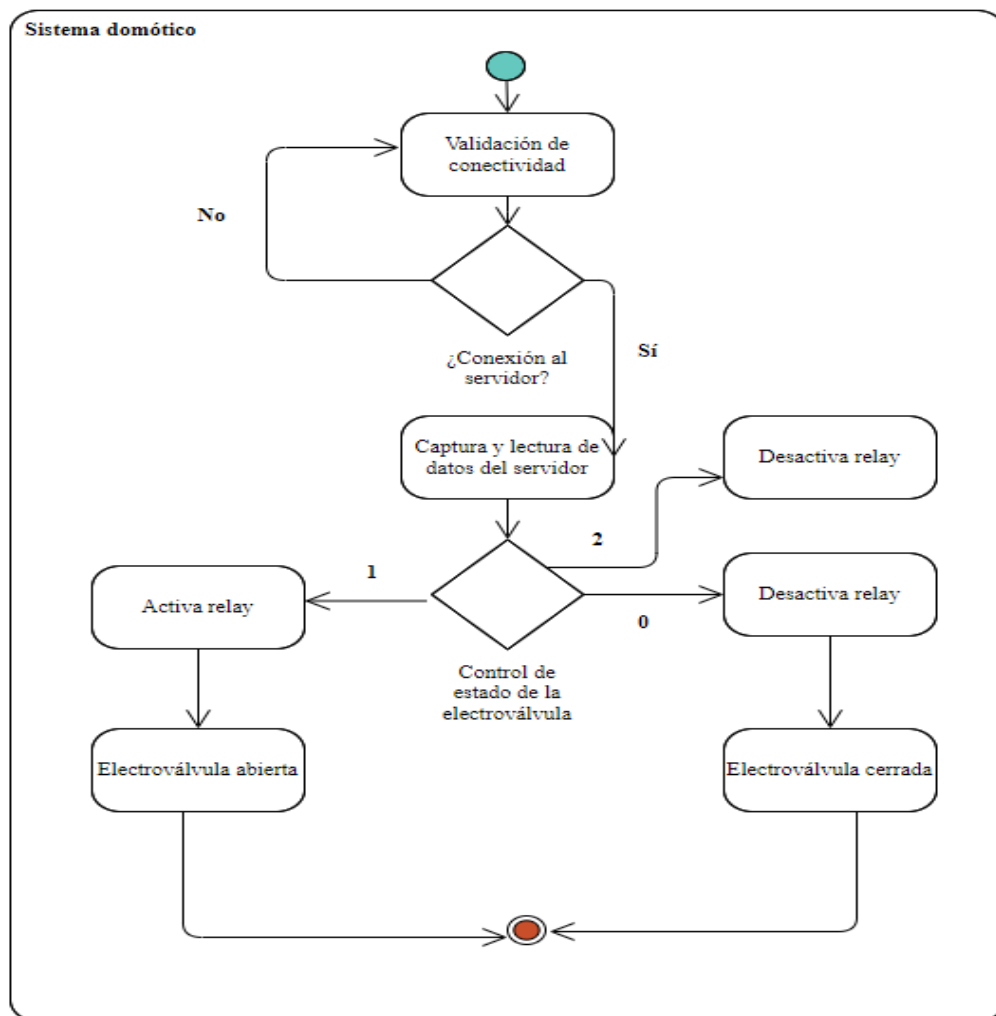 Sistema domótico
Validación de
conectividad
No
¿Conexión al
servidor?
Sí
Captura y lectura de
datos del servidor
Desactiva relay
2
1
Activa relay
Desactiva relay
0
Control de
estado de la
electroválvula
Electroválvula abierta
Electroválvula cerrada